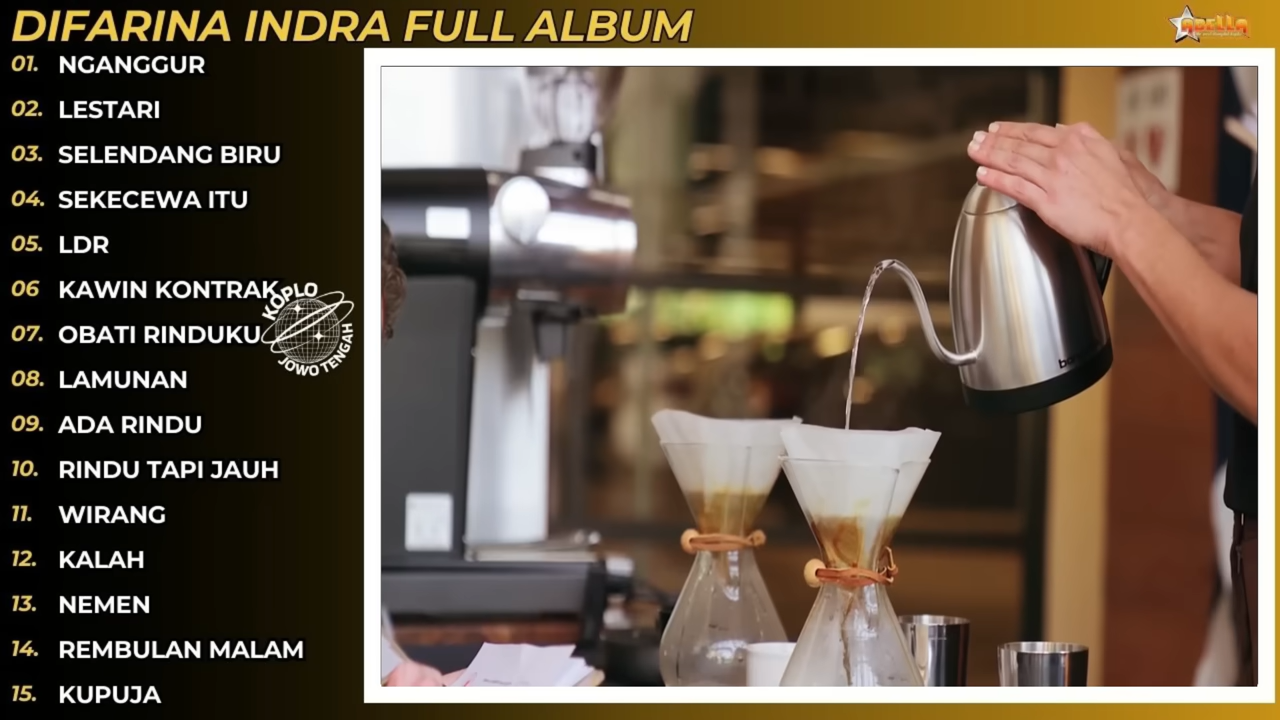 DIFARINA INDRA FULL ALBUM
ADELLA
01. NGANGGUR
02. LESTARI
03. SELENDANG BIRU
04. SEKECEWA ITU
05. LDR
06 KAWIN KONTRAK
07. OBATI RINDUKU
08. LAMUNAN
09. ADA RINDU
10. RINDU TAPI JAUH
11. WIRANG
12. KALAH
13. NEMEN
14. REMBULAN MALAM
15. KUPUJA
KOPLO
JOWO TENGAH